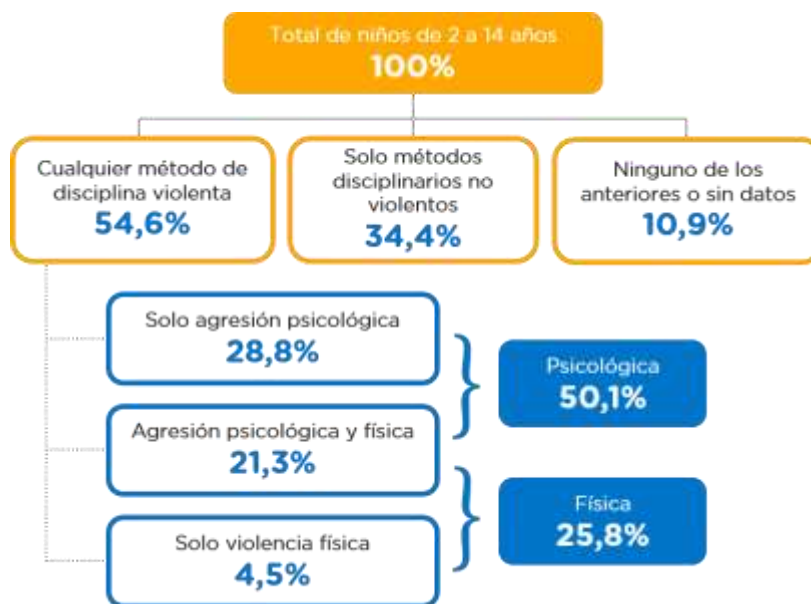 Total de niños de 2 a 14 años
100%
Cualquier método de
disciplina violenta
54,6%
Solo métodos
disciplinarios no
violentos
34,4%
Ninguno de los
anteriores o sin datos
10,9%
Solo agresión psicológica
28,8%
Agresión psicológica y física
21,3%
Solo violencia física
4,5%
Psicológica
50,1%
Física
25,8%